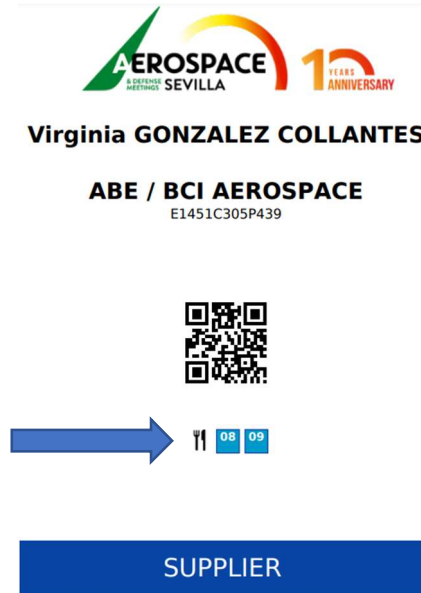 AEROSPACE
& DEFENSE
MEETINGS SEVILLA
10 YEARS
ANNIVERSARY
Virginia GONZALEZ COLLANTES
ABE / BCI AEROSPACE
E1451C305P439
08 09
SUPPLIER